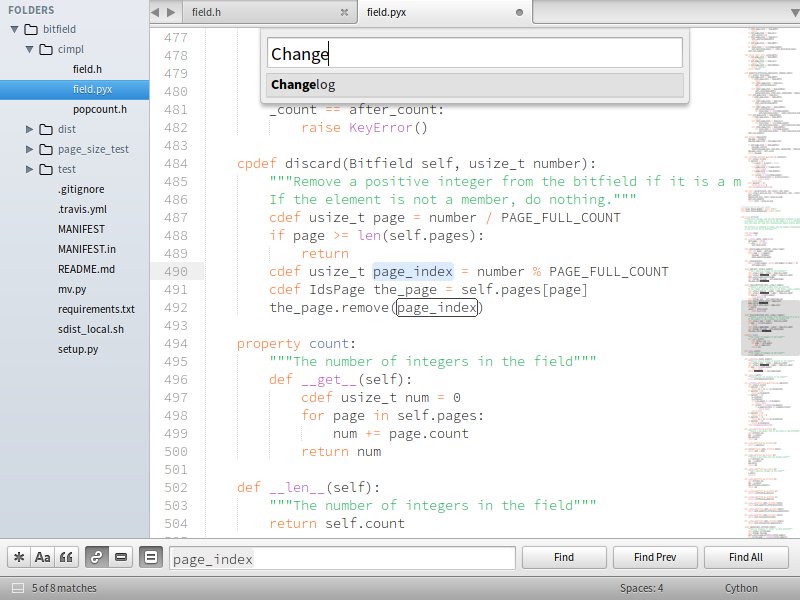 FOLDERS
bitfield
cimpl
field.h
field.pyx
popcount.h
dist
page_size_test
test
.gitignore
.travis.yml
MANIFEST
MANIFEST.in
README.md
mv.py
requirements.txt
sdist_local.sh
setup.py
field.h
field.pyx
Change
Changelog
477
478
479
480
481 _count == after_count:
482 raise KeyError()
483
484 cpdef discard(Bitfield self, usize_t number):
485 """Remove a positive integer from the bitfield if it is a m
486 If the element is not a member, do nothing."""
487 cdef usize_t page = number / PAGE_FULL_COUNT
488 if page >= len(self.pages):
489 return
490 cdef usize_t page_index = number % PAGE_FULL_COUNT
491 cdef IdsPage the_page = self.pages[page]
492 the_page.remove(page_index)
493
494 property count:
495 """The number of integers in the field"""
496 def __get__(self):
497 cdef usize_t num = 0
498 for page in self.pages:
499 num += page.count
500 return num
501
502 def __len__(self):
503 """The number of integers in the field"""
504 return self.count
Aa
page_index
Find
Find Prev
Find All
5 of 8 matches
Spaces: 4
Cython